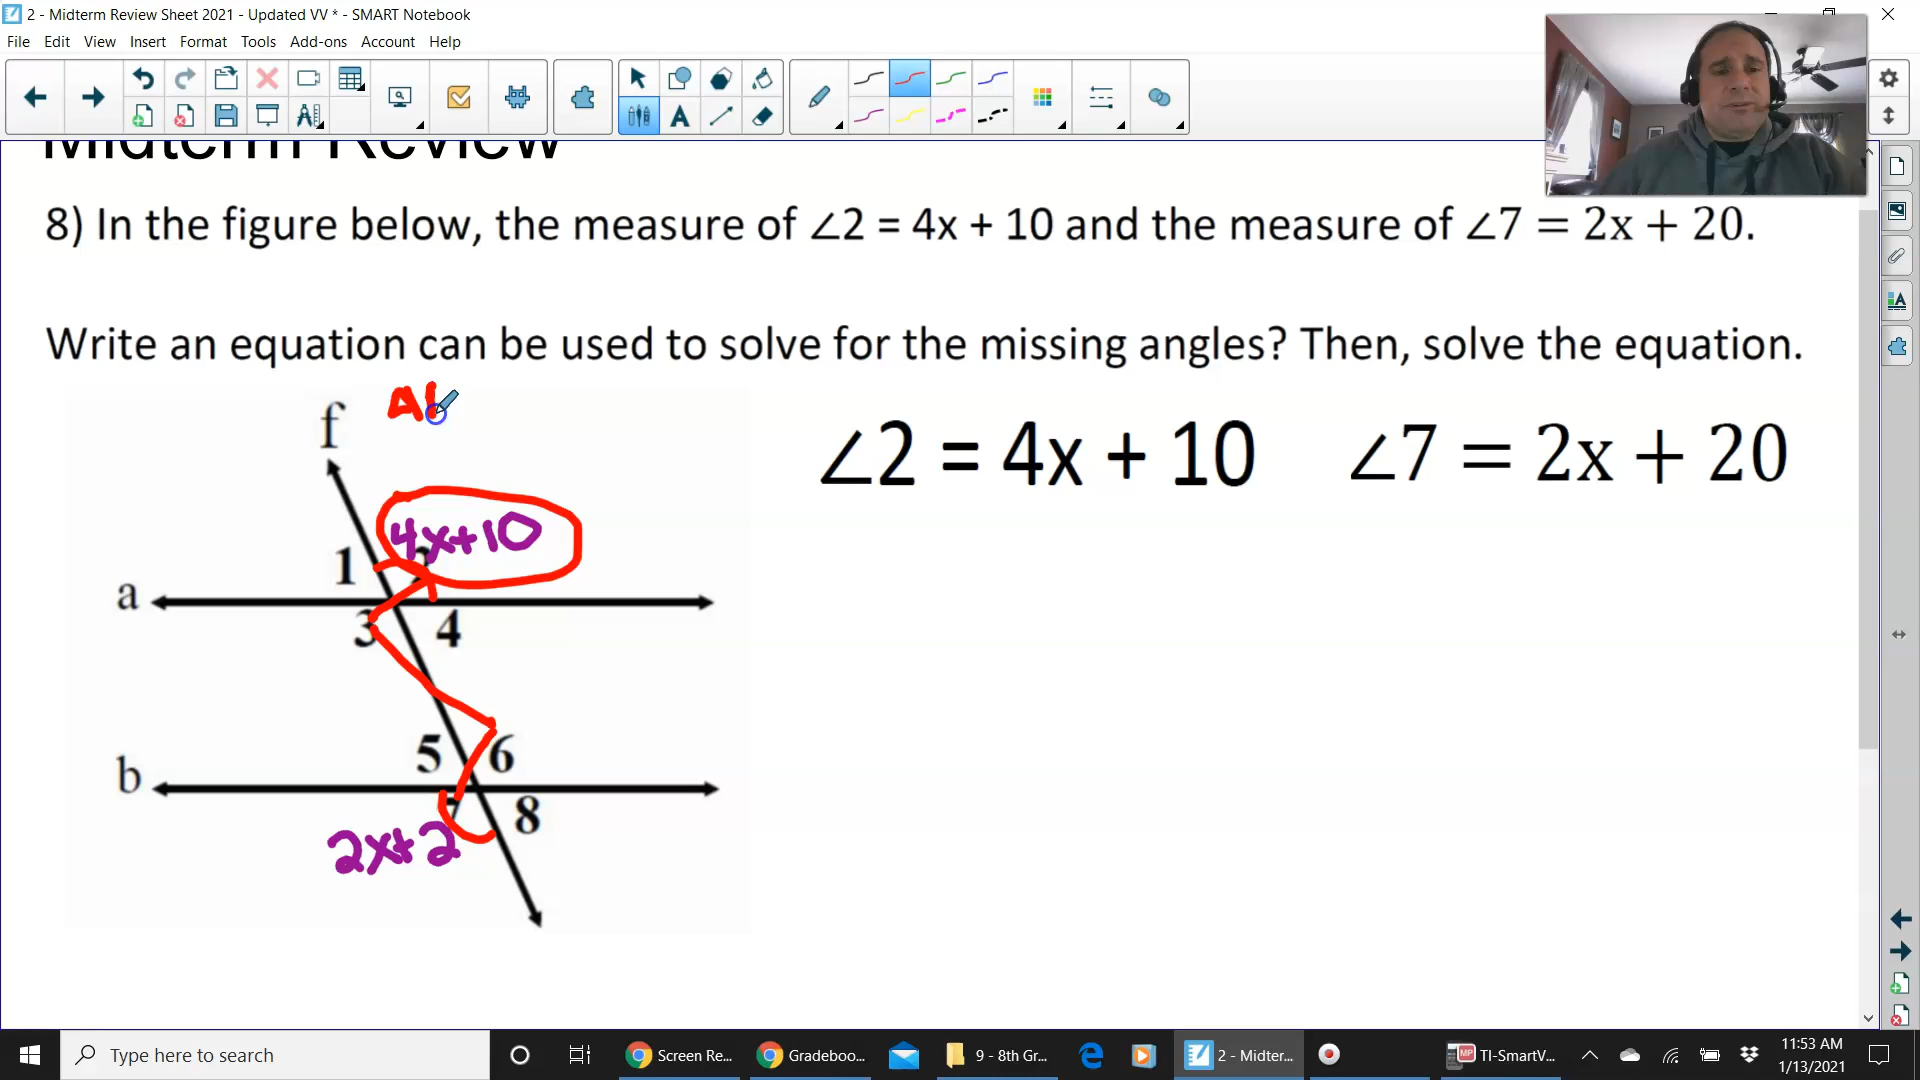 2 - Midterm Review Sheet 2021 - Updated VV * - SMART Notebook
File Edit View Insert Format Tools Add-ons Account Help
Midterm Review
8) In the figure below, the measure of ∠2 = 4x + 10 and the measure of ∠7 = 2x + 20.
Write an equation can be used to solve for the missing angles? Then, solve the equation.
f
∠2 = 4x + 10 ∠7 = 2x + 20
4x+10
1 2
a
3 4
5 6
b
7 8
2x+2
Type here to search
Screen Re...
Gradeboo...
9 - 8th Gr...
2 - Midter...
TI-SmartV...
11:53 AM
1/13/2021